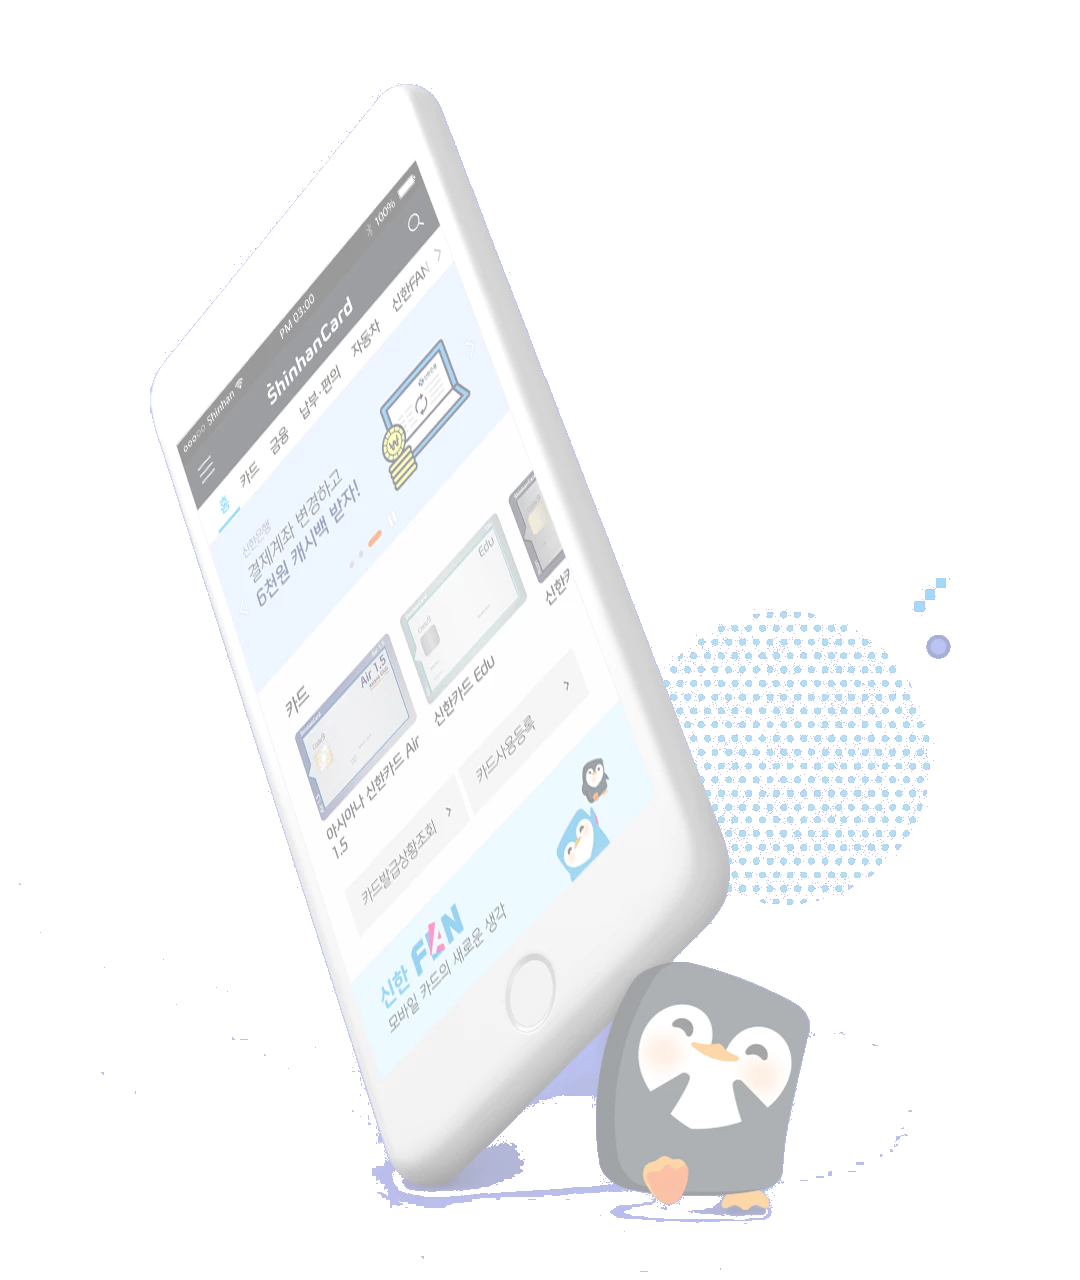 Shinhan PM 03:00 100%
ShinhanCard
홈 카드 금융 납부·편의 자동차 신한FAN
신한은행
결제계좌 변경하고
6천원 캐시백 받자!
카드
Air 1.5
Edu
아시아나 신한카드 Air
1.5
신한카드 Edu
신한카
카드발급상황조회
카드사용등록
신한 FAN
모바일 카드의 새로운 생각